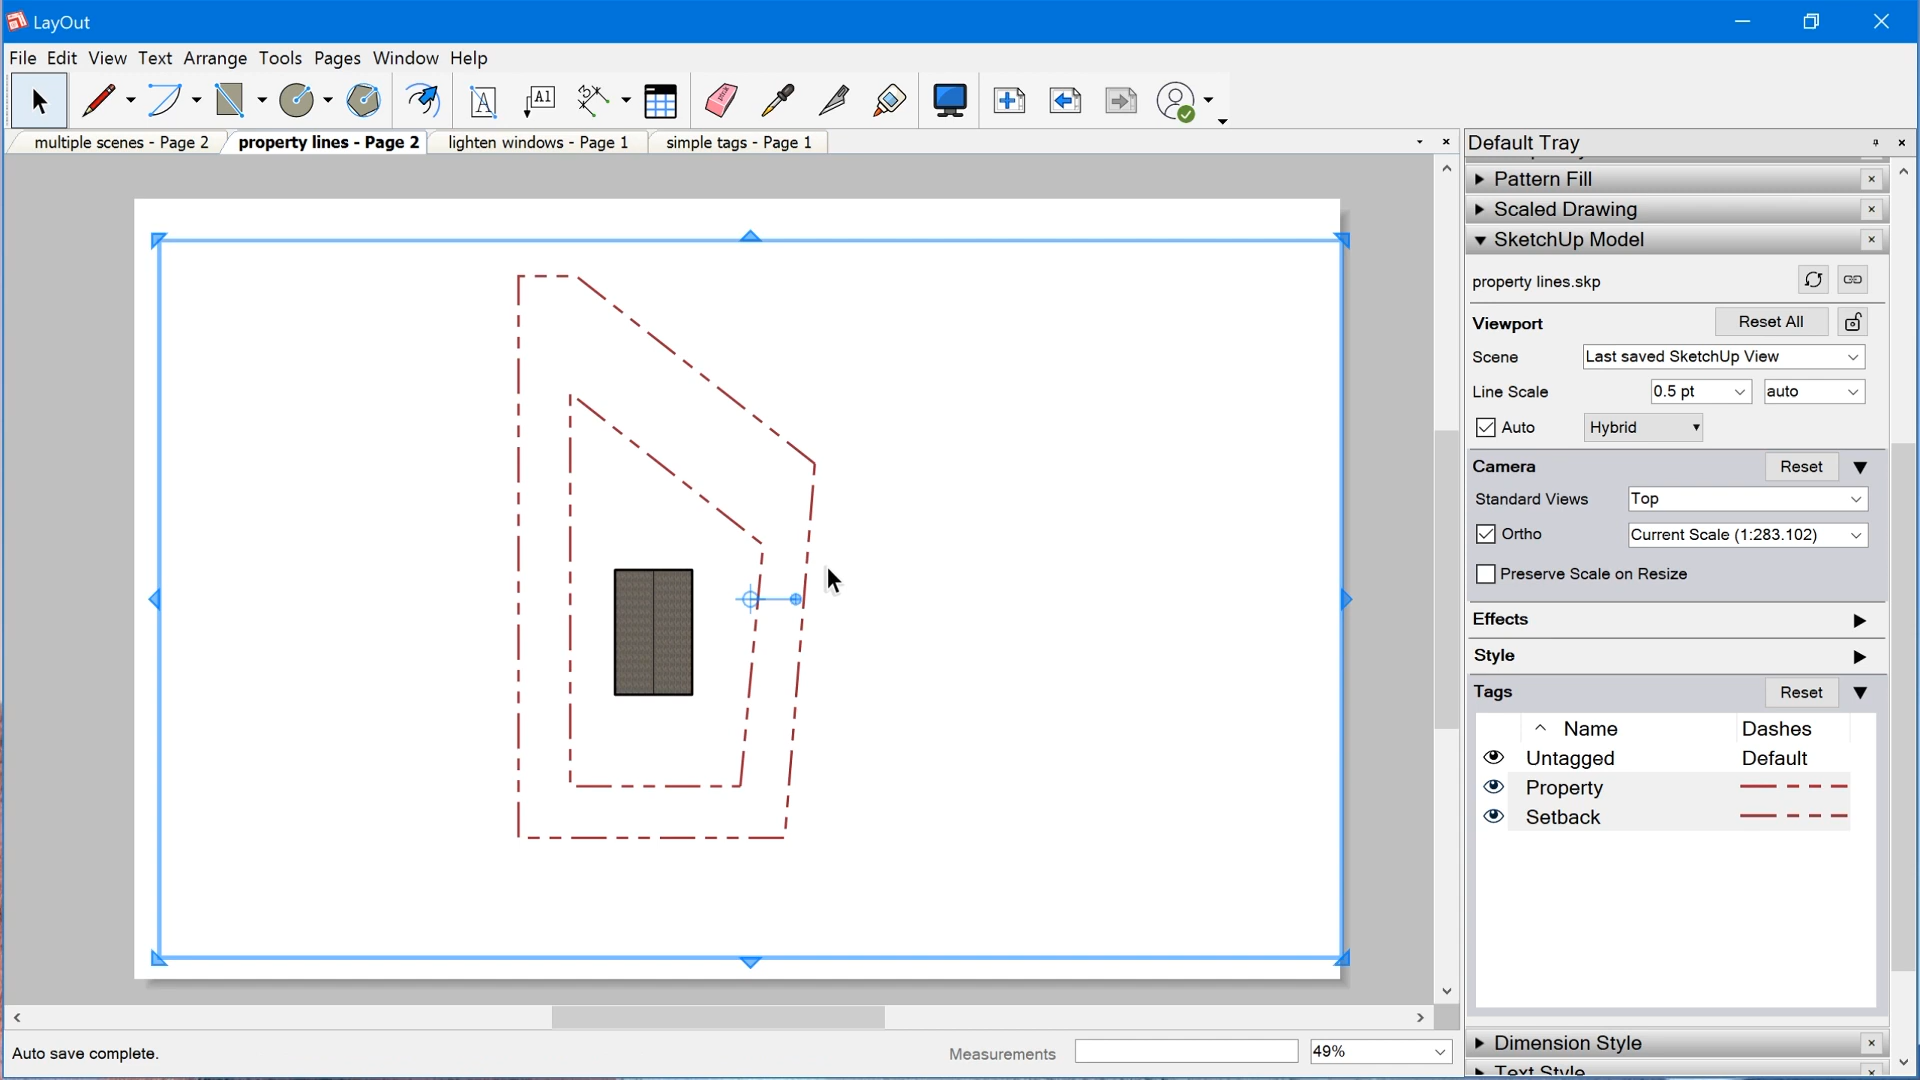 LayOut
File Edit View Text Arrange Tools Pages Window Help
A A1
multiple scenes - Page 2 property lines - Page 2 lighten windows - Page 1 simple tags - Page 1
Default Tray
Pattern Fill
Scaled Drawing
SketchUp Model
property lines.skp
Viewport Reset All
Scene Last saved SketchUp View
Line Scale 0.5 pt auto
Auto Hybrid
Camera Reset
Standard Views Top
Ortho Current Scale (1:283.102)
Preserve Scale on Resize
Effects
Style
Tags Reset
Name Dashes
Untagged Default
Property
Setback
Dimension Style
Text Style
Auto save complete. Measurements 49%